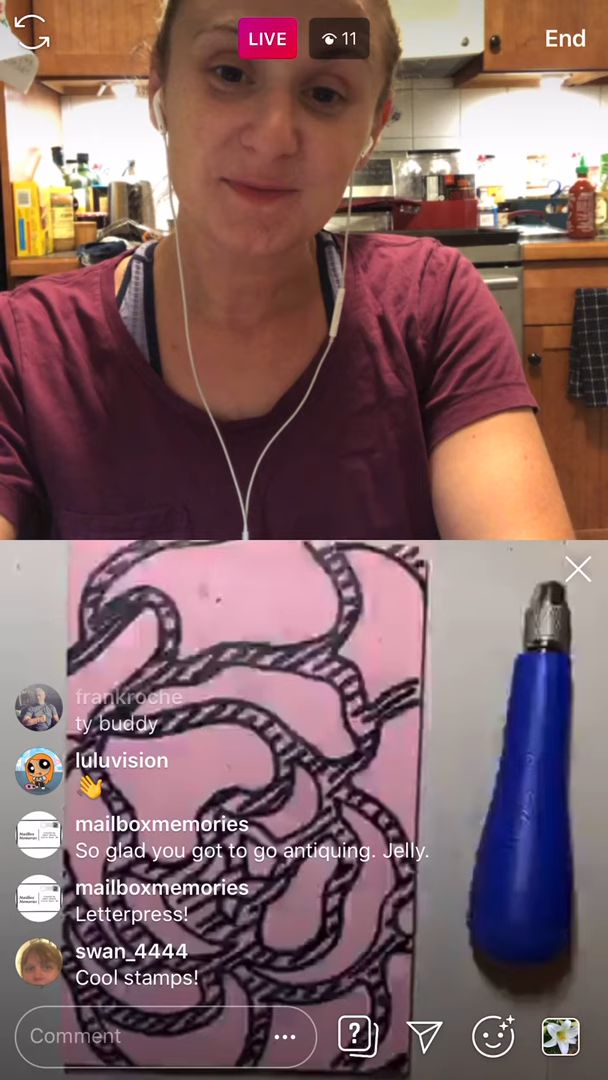 LIVE
11
End
frankroche
ty buddy
luluvision
👋
mailboxmemories
So glad you got to go antiquing. Jelly.
mailboxmemories
Letterpress!
swan_4444
Cool stamps!
Comment